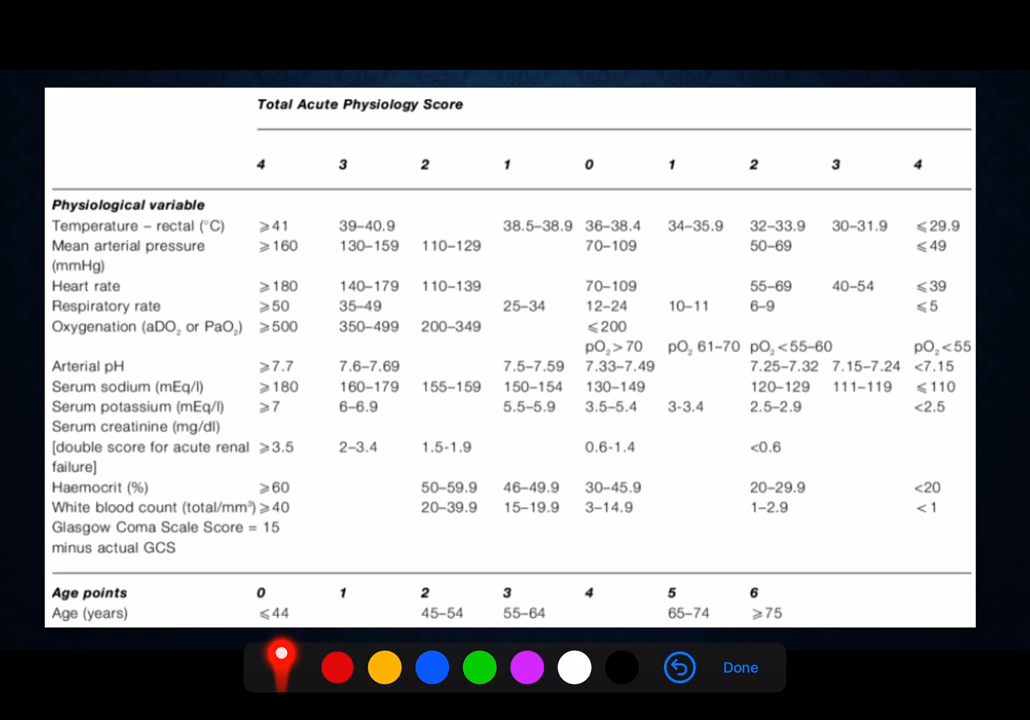 Total Acute Physiology Score
4 3 2 1 0 1 2 3 4
Physiological variable
Temperature – rectal (°C) ⩾41 39–40.9 38.5–38.9 36–38.4 34–35.9 32–33.9 30–31.9 ⩽29.9
Mean arterial pressure ⩾160 130–159 110–129 70–109 50–69 ⩽49
(mmHg)
Heart rate ⩾180 140–179 110–139 70–109 55–69 40–54 ⩽39
Respiratory rate ⩾50 35–49 25–34 12–24 10–11 6–9 ⩽5
Oxygenation (aDO₂ or PaO₂) ⩾500 350–499 200–349 ⩽200
pO₂>70 pO₂ 61–70 pO₂<55–60 pO₂<55
Arterial pH ⩾7.7 7.6–7.69 7.5–7.59 7.33–7.49 7.25–7.32 7.15–7.24 <7.15
Serum sodium (mEq/l) ⩾180 160–179 155–159 150–154 130–149 120–129 111–119 ⩽110
Serum potassium (mEq/l) ⩾7 6–6.9 5.5–5.9 3.5–5.4 3-3.4 2.5–2.9 <2.5
Serum creatinine (mg/dl)
[double score for acute renal ⩾3.5 2–3.4 1.5-1.9 0.6-1.4 <0.6
failure]
Haemocrit (%) ⩾60 50–59.9 46–49.9 30–45.9 20–29.9 <20
White blood count (total/mm³) ⩾40 20–39.9 15–19.9 3–14.9 1–2.9 <1
Glasgow Coma Scale Score = 15
minus actual GCS
Age points 0 1 2 3 4 5 6
Age (years) ⩽44 45–54 55–64 65–74 ⩾75
Done